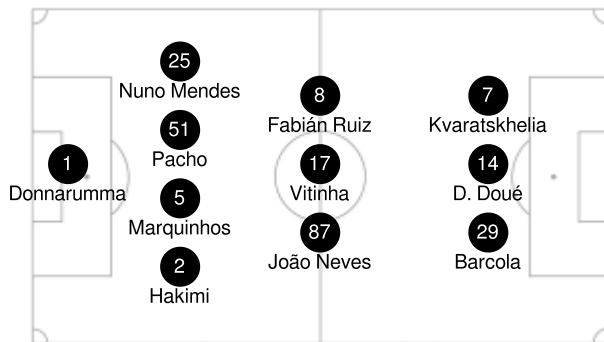 25
Nuno Mendes
8
Fabián Ruiz
7
Kvaratskhelia
51
Pacho
1
Donnarumma
17
Vitinha
14
D. Doué
5
Marquinhos
87
João Neves
29
Barcola
2
Hakimi